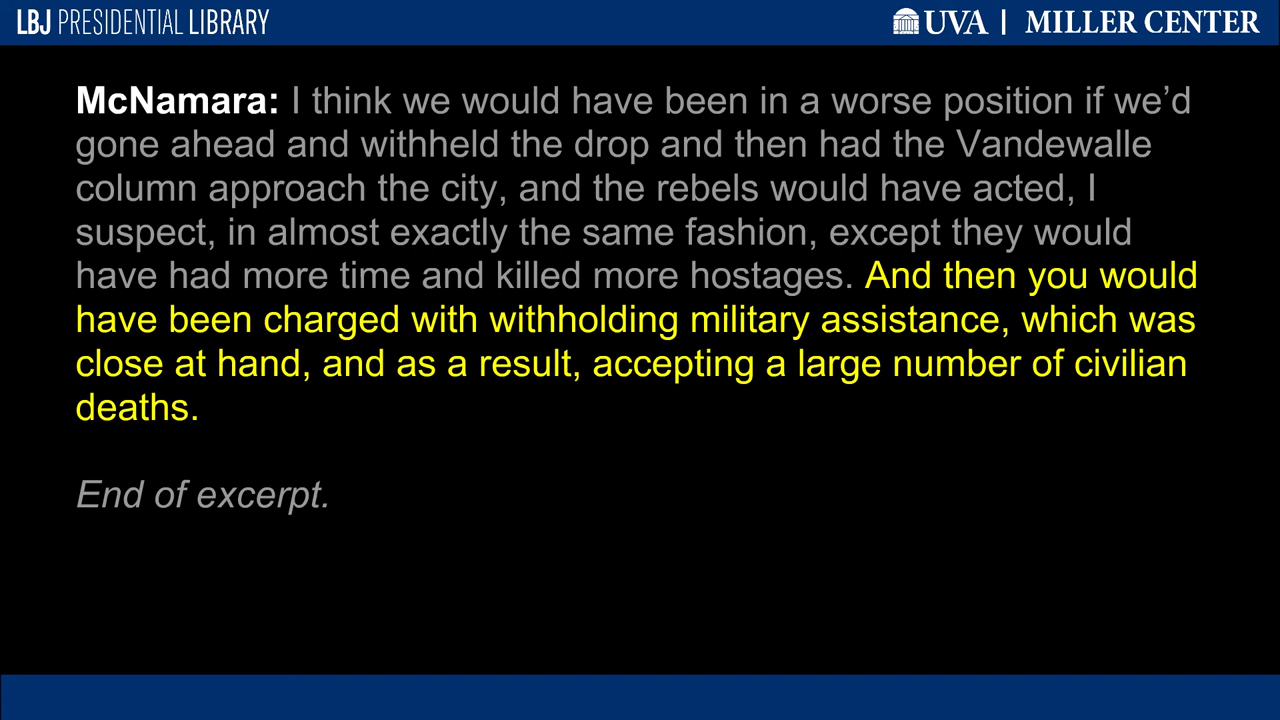 LBJ PRESIDENTIAL LIBRARY
UVA | MILLER CENTER
McNamara: I think we would have been in a worse position if we’d
gone ahead and withheld the drop and then had the Vandewalle
column approach the city, and the rebels would have acted, I
suspect, in almost exactly the same fashion, except they would
have had more time and killed more hostages. And then you would
have been charged with withholding military assistance, which was
close at hand, and as a result, accepting a large number of civilian
deaths.
End of excerpt.